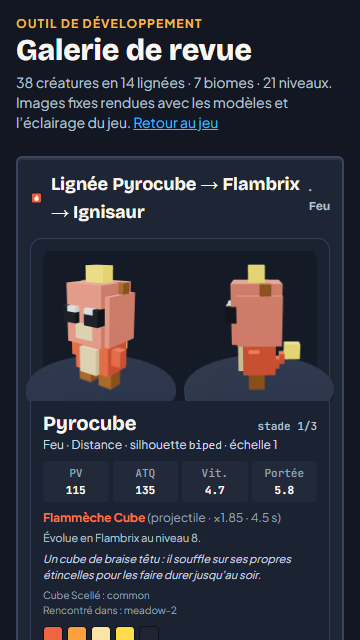 OUTIL DE DÉVELOPPEMENT
Galerie de revue
38 créatures en 14 lignées · 7 biomes · 21 niveaux.
Images fixes rendues avec les modèles et
l'éclairage du jeu. Retour au jeu
Lignée Pyrocube → Flambrix
→ Ignisaur
· Feu
Pyrocube
stade 1/3
Feu · Distance · silhouette biped · échelle 1
PV ATQ Vit. Portée
115 135 4.7 5.8
Flammèche Cube (projectile · ×1.85 · 4.5 s)
Évolue en Flambrix au niveau 8.
Un cube de braise têtu : il souffle sur ses propres
étincelles pour les faire durer jusqu'au soir.
Cube Scellé : common
Rencontré dans : meadow-2